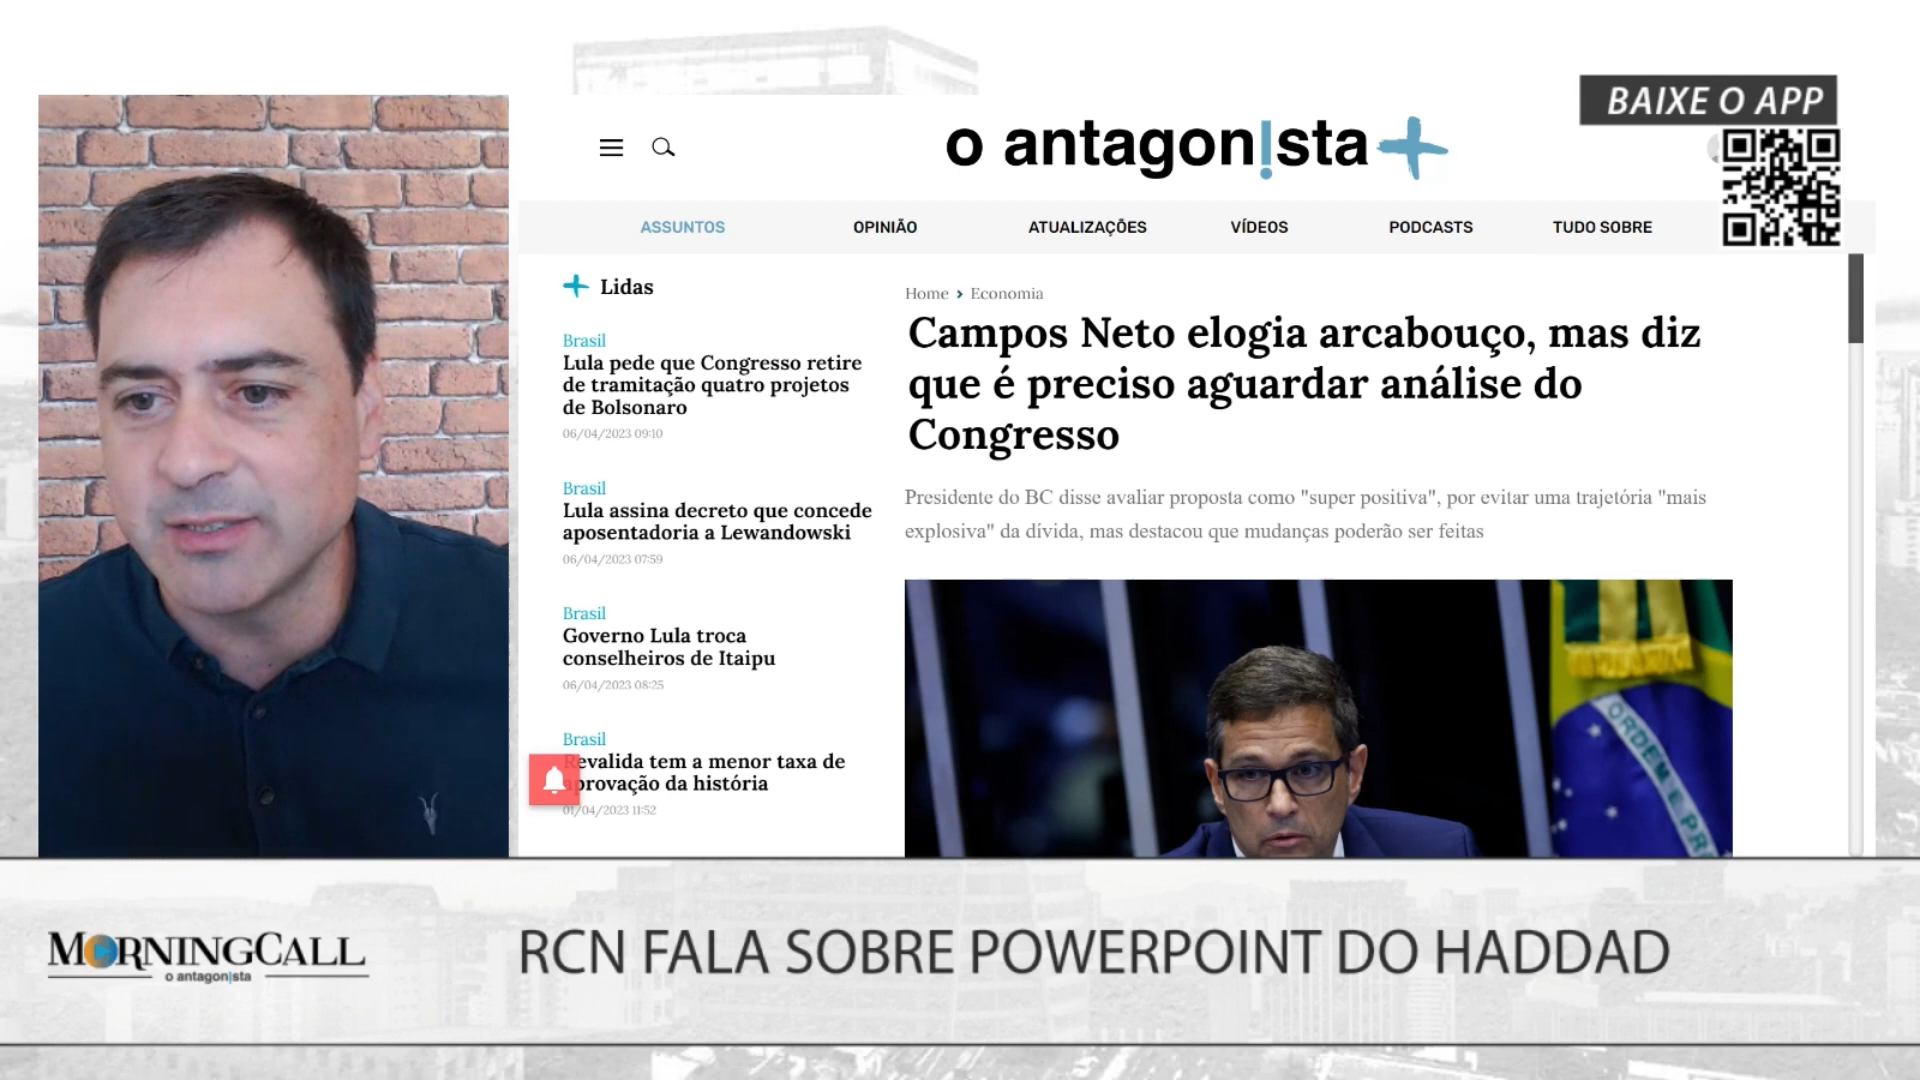 BAIXE O APP
o antagon!sta+
ASSUNTOS
OPINIÃO
ATUALIZAÇÕES
VÍDEOS
PODCASTS
TUDO SOBRE
+ Lidas
Brasil
Lula pede que Congresso retire
de tramitação quatro projetos
de Bolsonaro
06/04/2023 09:10
Brasil
Lula assina decreto que concede
aposentadoria a Lewandowski
06/04/2023 07:59
Brasil
Governo Lula troca
conselheiros de Itaipu
06/04/2023 08:25
Brasil
Revalida tem a menor taxa de
aprovação da história
01/04/2023 11:52
Home > Economia
Campos Neto elogia arcabouço, mas diz
que é preciso aguardar análise do
Congresso
Presidente do BC disse avaliar proposta como "super positiva", por evitar uma trajetória "mais
explosiva" da dívida, mas destacou que mudanças poderão ser feitas
ORDEM E PR
MORNINGCALL
o antagon!sta
RCN FALA SOBRE POWERPOINT DO HADDAD